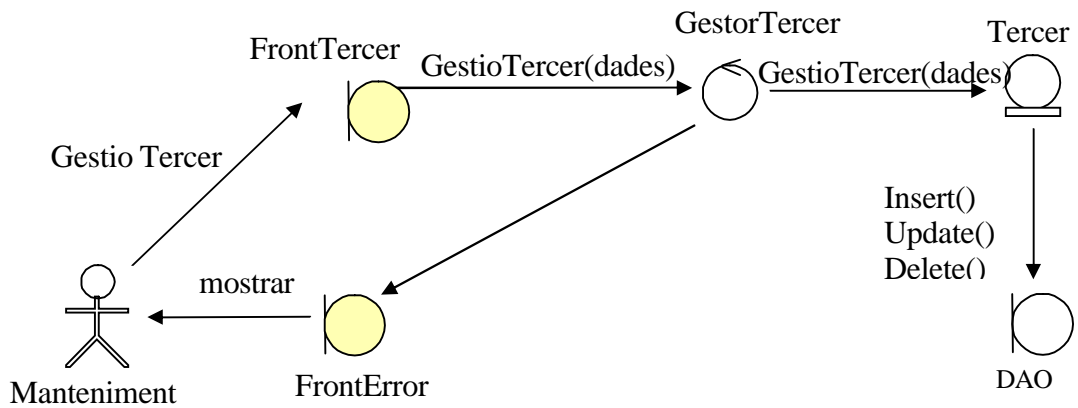 GestorTercer
Tercer
FrontTercer
GestioTercer(dades)
GestioTercer(dades)
Gestio Tercer
Insert()
Update()
Delete()
mostrar
Manteniment
FrontError
DAO